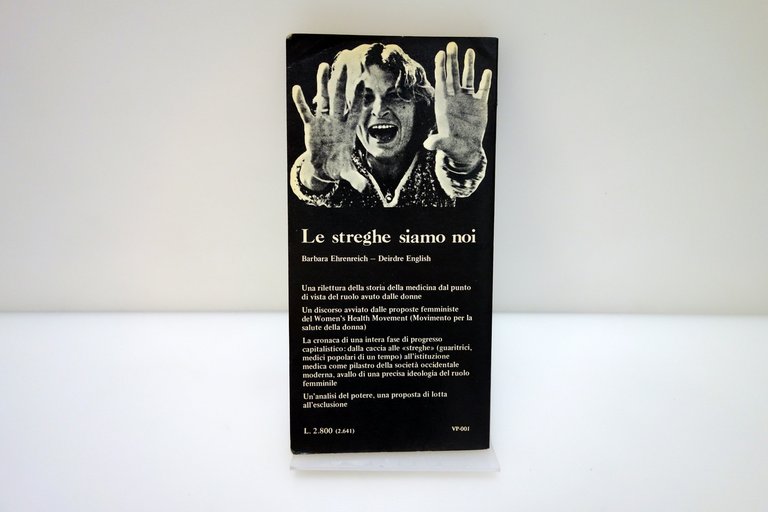 Le streghe siamo noi
Barbara Ehrenreich -- Deirdre English
Una rilettura della storia della medicina dal punto
di vista del ruolo avuto dalle donne
Un discorso avviato dalle proposte femministe
del Women's Health Movement (Movimento per la
salute della donna)
La cronaca di una intera fase di progresso
capitalistico: dalla caccia alle «streghe» (guaritrici,
medici popolari di un tempo) all'istituzione
medica come pilastro della società occidentale
moderna, avallo di una precisa ideologia del ruolo
femminile
Un'analisi del potere, una proposta di lotta
all'esclusione
L. 2.800 (2.641)
VP-001